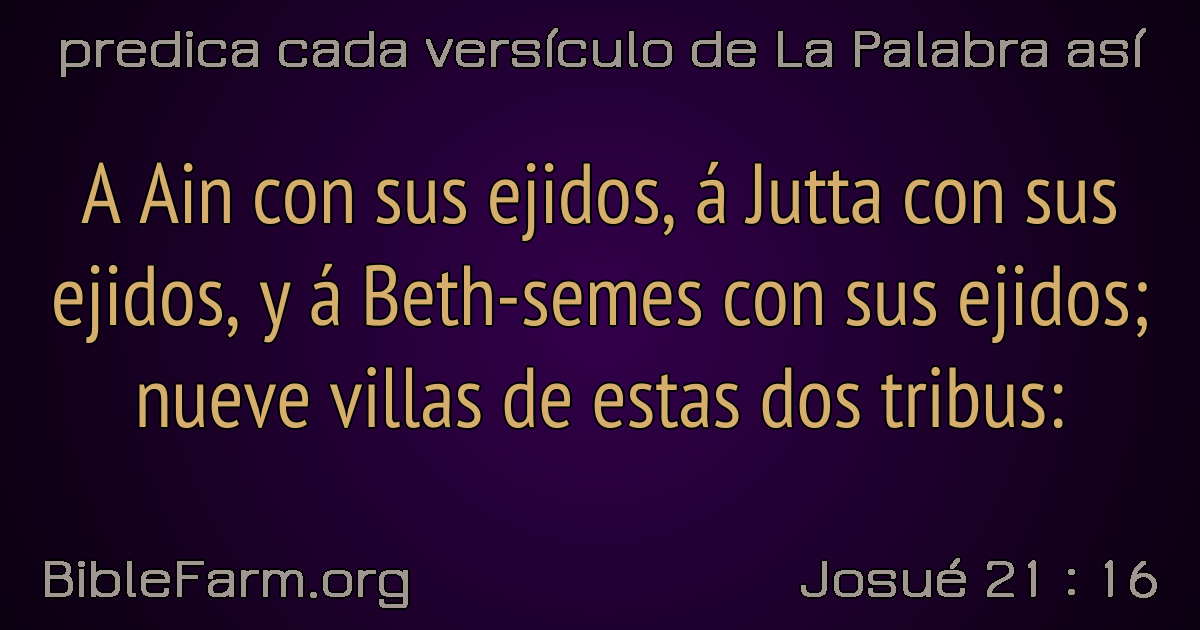 predica cada versículo de La Palabra así
A Ain con sus ejidos, á Jutta con sus
ejidos, y á Beth-semes con sus ejidos;
nueve villas de estas dos tribus:
BibleFarm.org
Josué 21 : 16